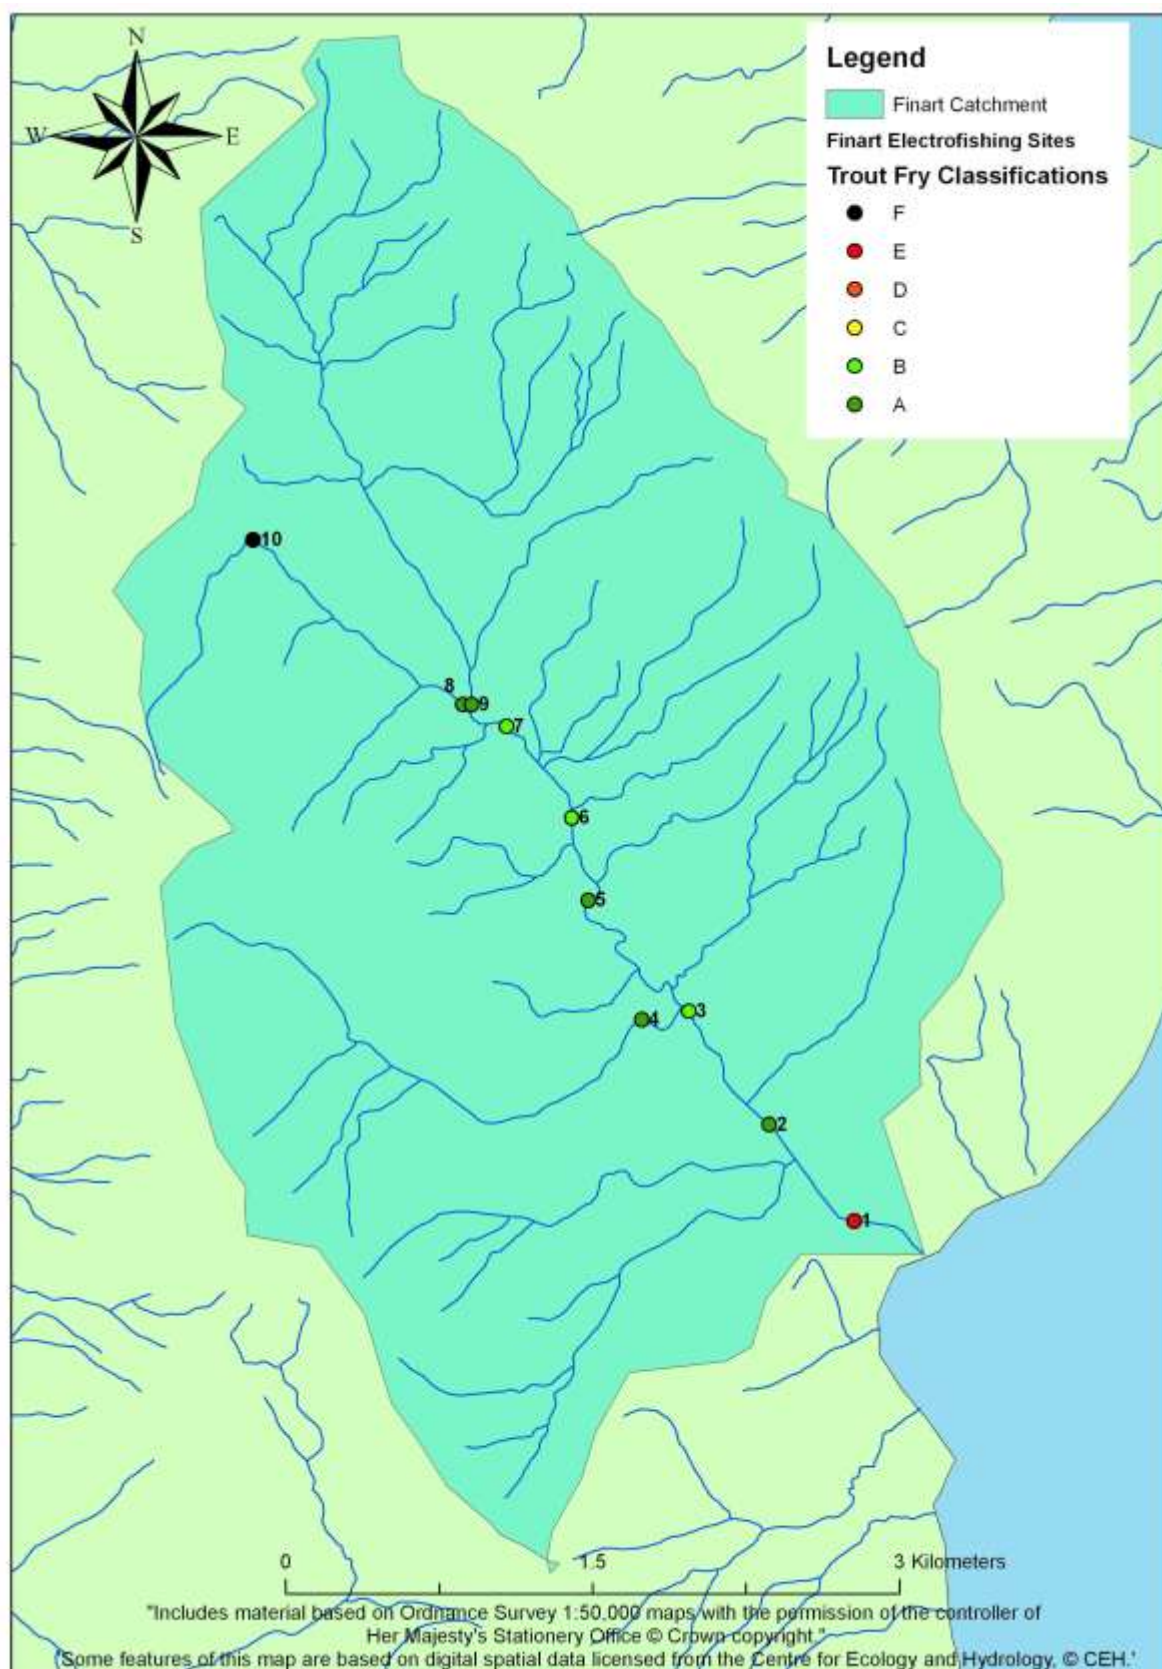 N
W E
S
Legend
Finart Catchment
Finart Electrofishing Sites
Trout Fry Classifications
F
E
D
C
B
A
10
8
9
7
6
5
3
4
2
1
0 1.5 3 Kilometers
"Includes material based on Ordnance Survey 1:50,000 maps with the permission of the controller of
Her Majesty's Stationery Office © Crown copyright."
'Some features of this map are based on digital spatial data licensed from the Centre for Ecology and Hydrology, © CEH.'